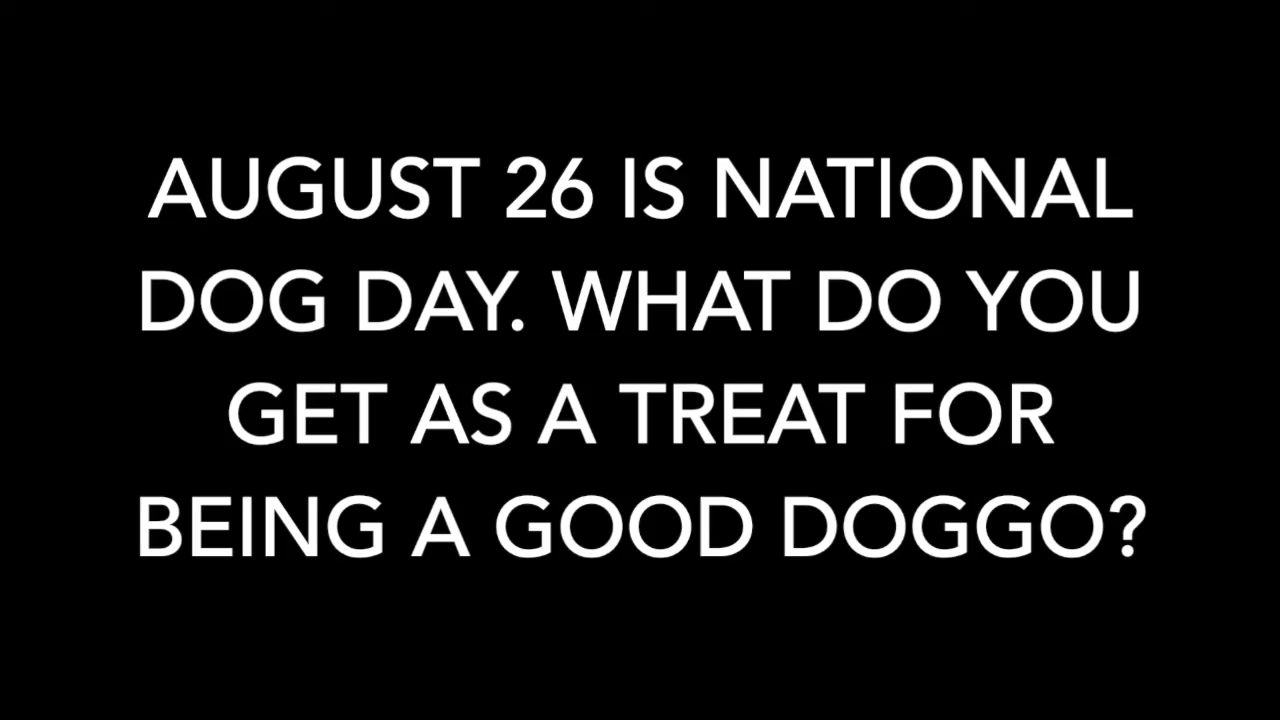 AUGUST 26 IS NATIONAL
DOG DAY. WHAT DO YOU
GET AS A TREAT FOR
BEING A GOOD DOGGO?